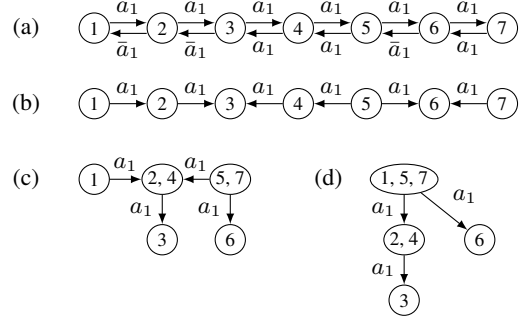 a₁ a₁ a₁ a₁ a₁ a₁
(a) 1 2 3 4 5 6 7
ā₁ ā₁ a₁ a₁ ā₁ a₁
a₁ a₁ a₁ a₁ a₁ a₁
(b) 1 2 3 4 5 6 7
(c) 1 a₁ 2, 4 a₁ 5, 7
a₁ a₁
3 6
(d) 1, 5, 7
a₁ a₁
2, 4 6
a₁
3